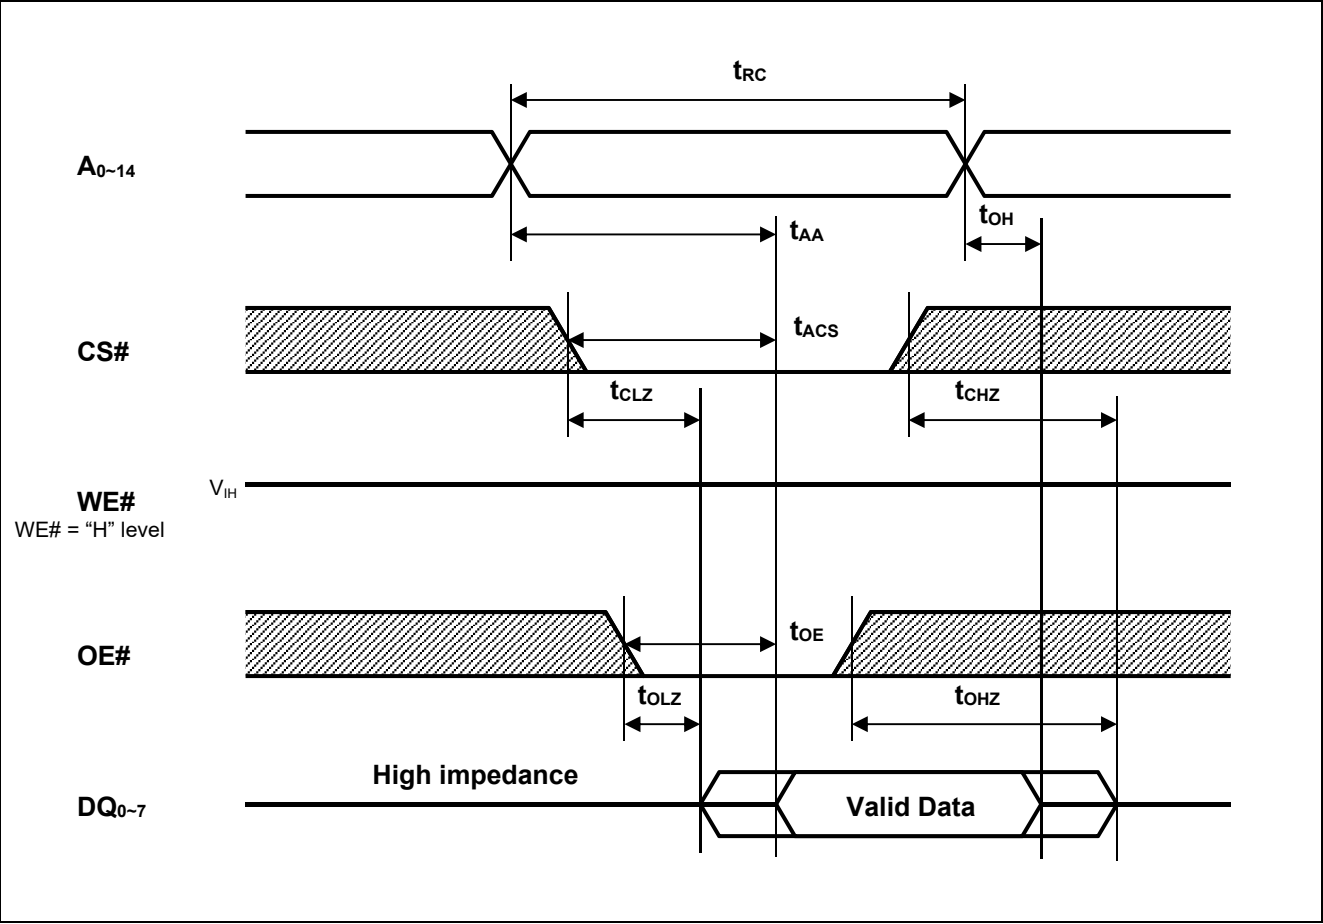 tRC
A0~14
tOH
tAA
tACS
CS#
tCLZ
tCHZ
VIH
WE#
WE# = “H” level
tOE
OE#
tOLZ
tOHZ
High impedance
DQ0~7
Valid Data